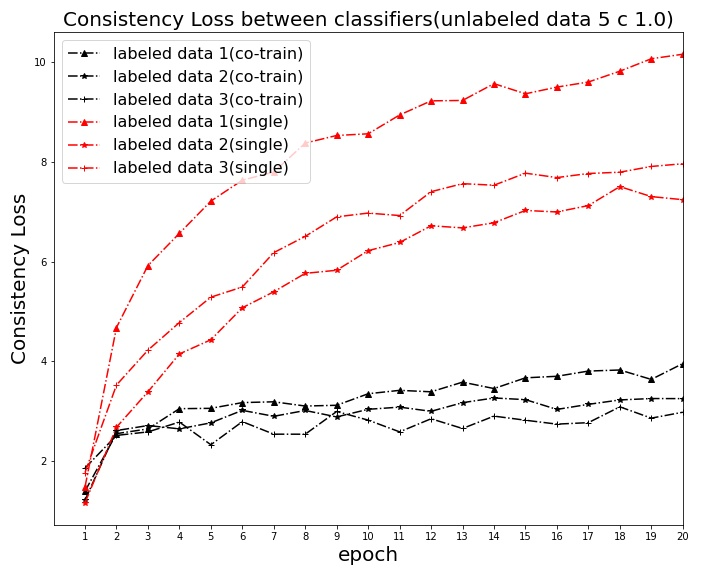 Consistency Loss between classifiers(unlabeled data 5 c 1.0)
labeled data 1(co-train)
labeled data 2(co-train)
labeled data 3(co-train)
labeled data 1(single)
labeled data 2(single)
labeled data 3(single)
Consistency Loss
10
8
6
4
2
1 2 3 4 5 6 7 8 9 10 11 12 13 14 15 16 17 18 19 20
epoch